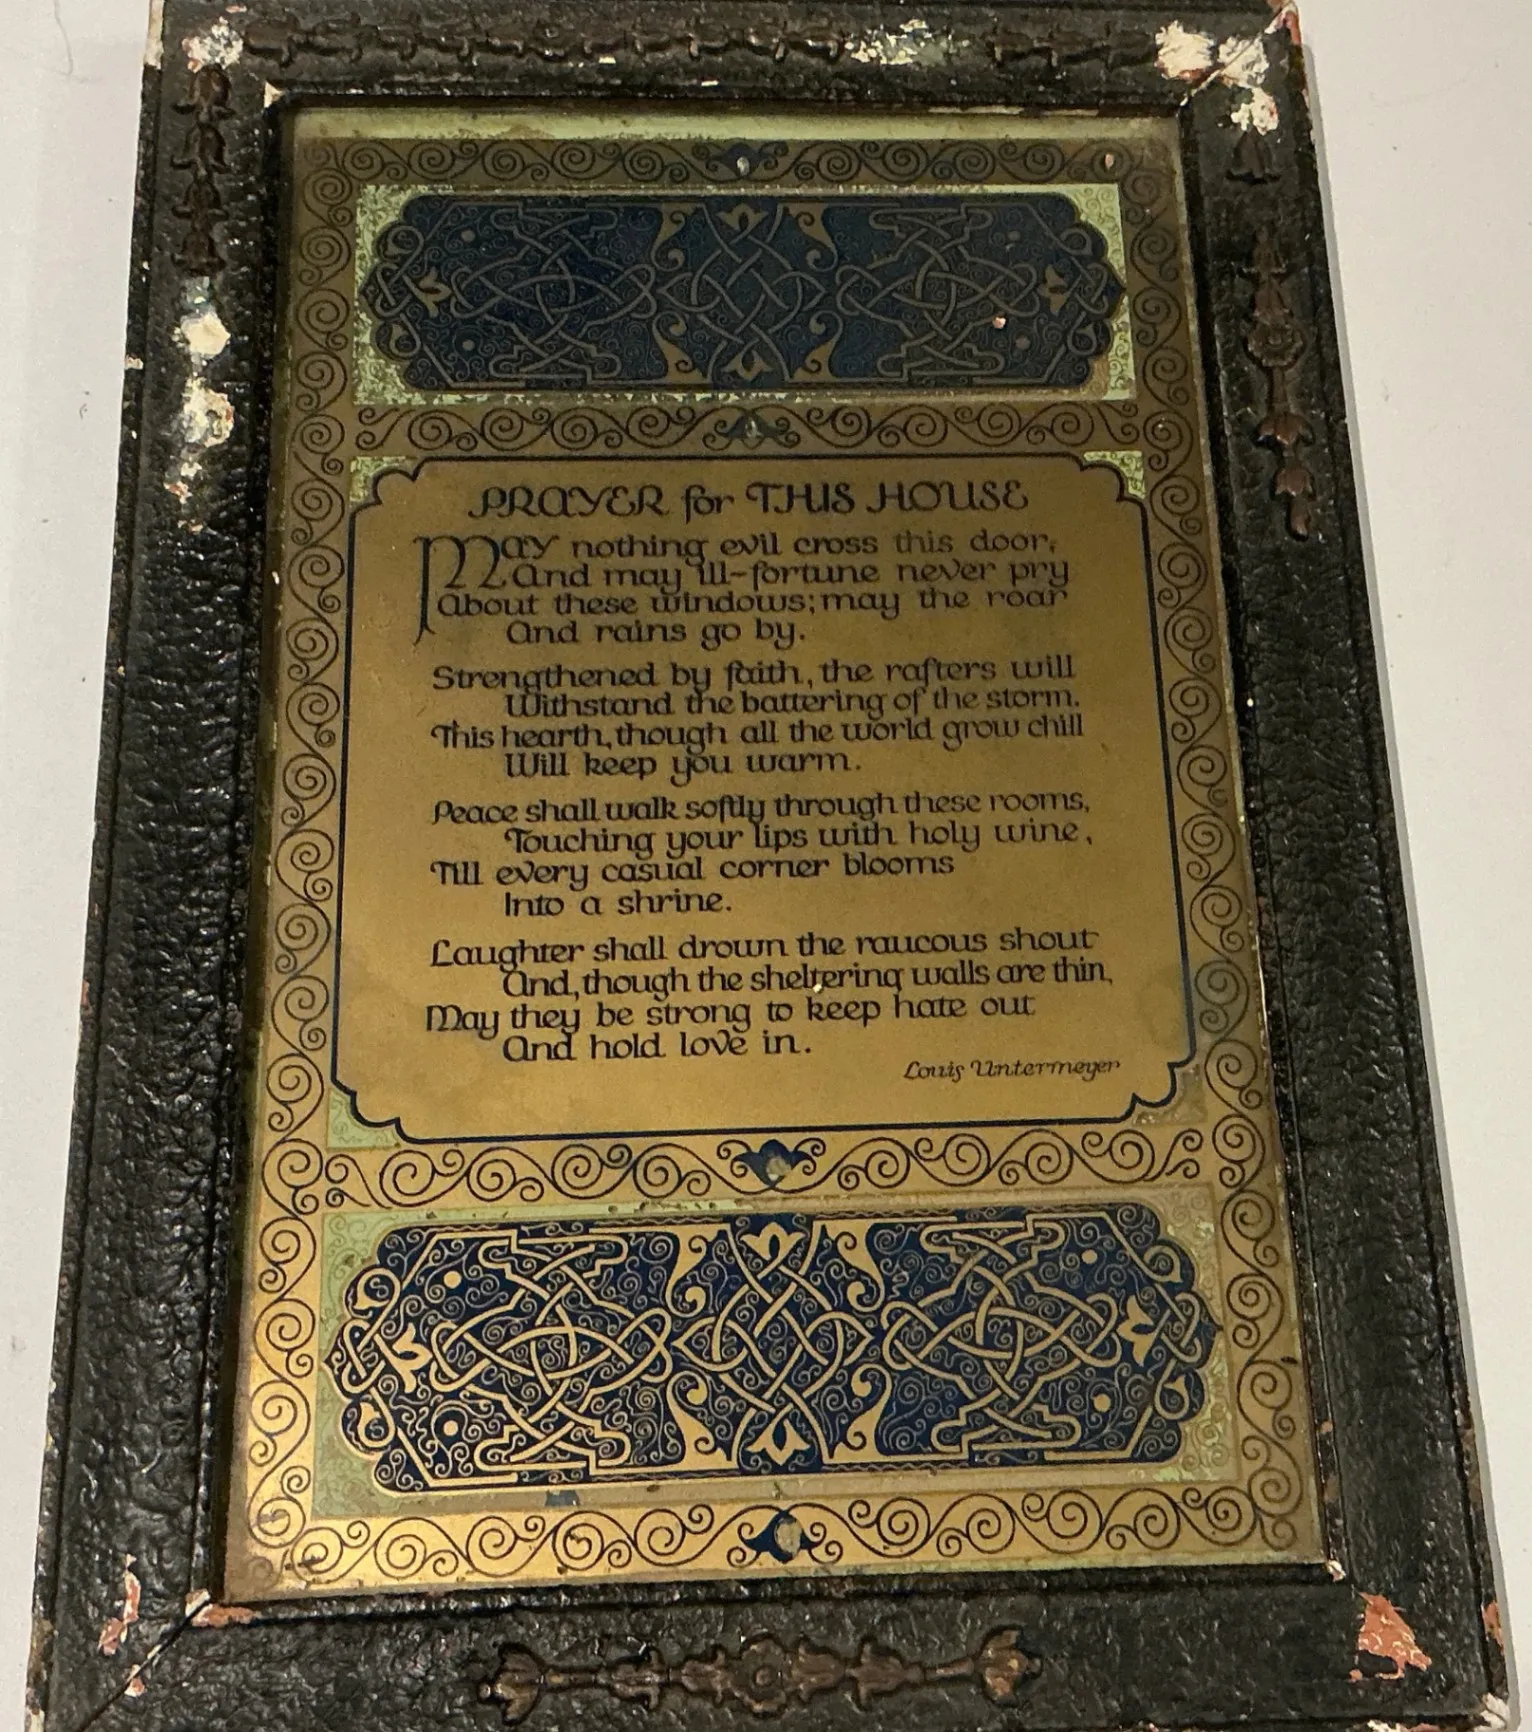 PRAYER for THIS HOUSE
May nothing evil cross this door,
And may ill-fortune never pry
About these windows; may the roar
And rains go by.
Strengthened by faith, the rafters will
Withstand the battering of the storm.
This hearth, though all the world grow chill
Will keep you warm.
Peace shall walk softly through these rooms,
Touching your lips with holy wine,
Till every casual corner blooms
Into a shrine.
Laughter shall drown the raucous shout
And, though the sheltering walls are thin,
May they be strong to keep hate out
And hold love in.
Louis Untermeyer